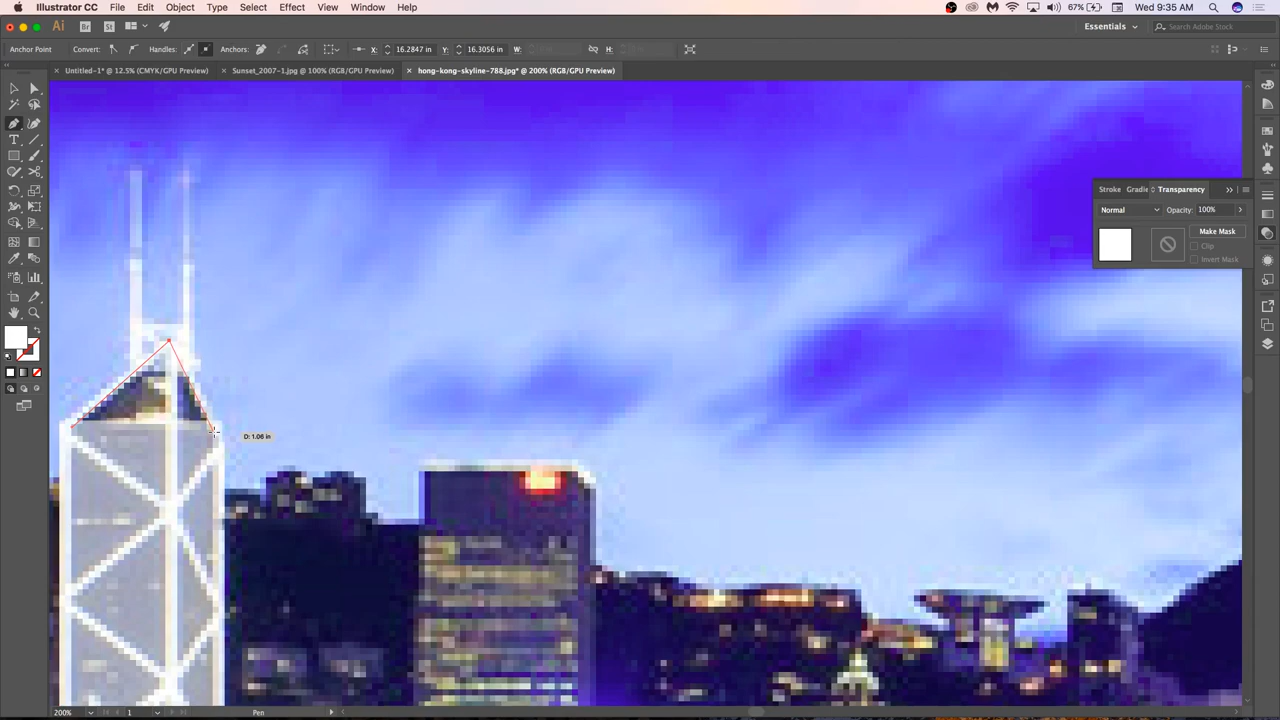 Illustrator CC File Edit Object Type Select Effect View Window Help 67% Wed 9:35 AM
Ai Br St Essentials Search Adobe Stock
Anchor Point Convert: Handles: Anchors: X: 16.2847 in Y: 16.3056 in W: H:
× Untitled-1* @ 12.5% (CMYK/GPU Preview) × Sunset_2007-1.jpg @ 100% (RGB/GPU Preview) × hong-kong-skyline-788.jpg* @ 200% (RGB/GPU Preview)
Stroke Gradie Transparency
Normal Opacity: 100%
Make Mask
Clip
Invert Mask
D: 1.06 in
200% 1 Pen